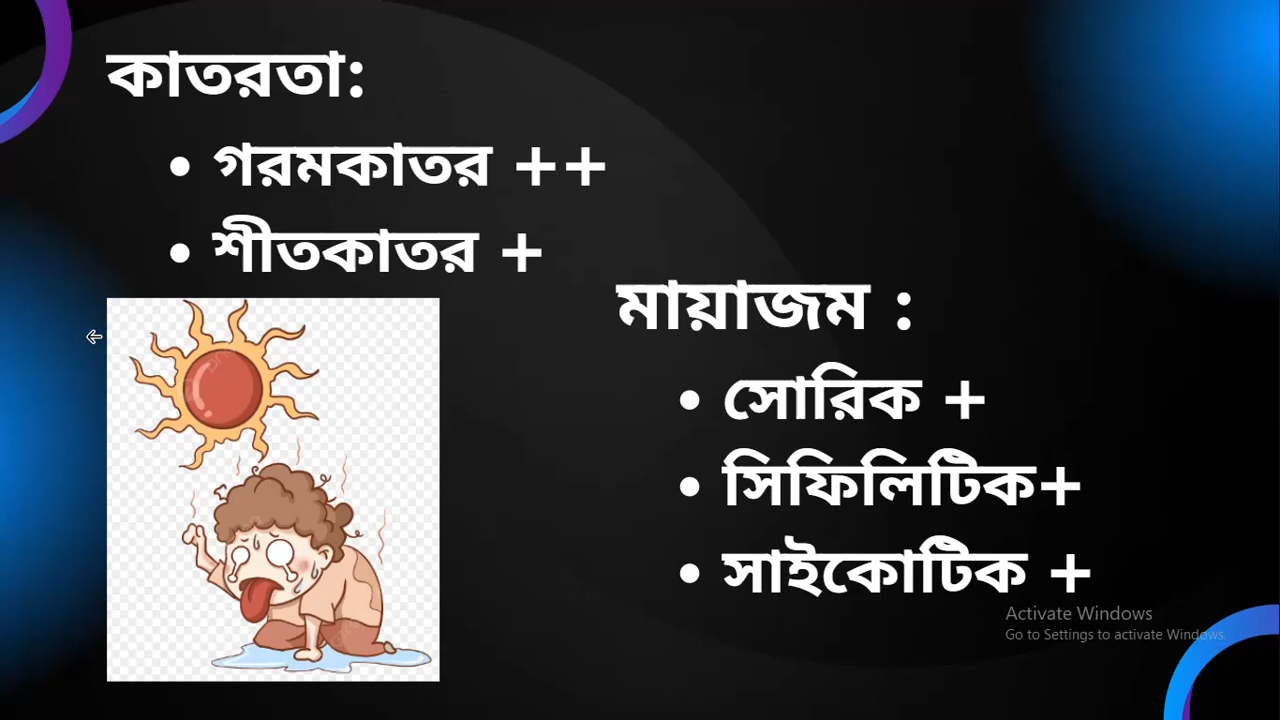 কাতরতা:
• গরমকাতর ++
• শীতকাতর +
মায়াজম :
• সোরিক +
• সিফিলিটিক+
• সাইকোটিক +
Activate Windows
Go to Settings to activate Windows.